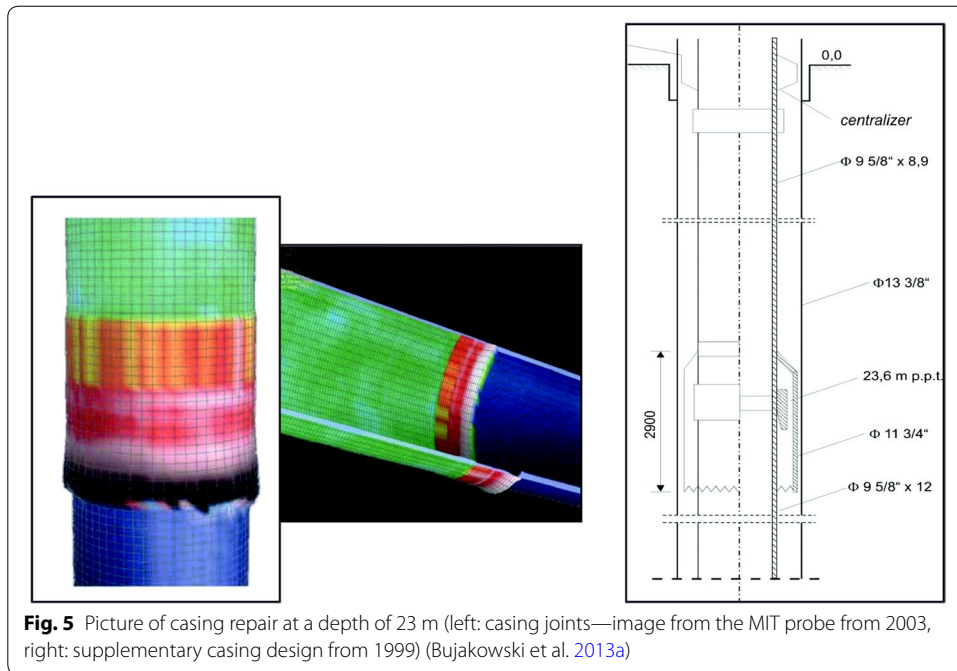 0,0
centralizer
Φ 9 5/8“ x 8,9
Φ13 3/8“
23,6 m p.p.t.
2900
Φ 11 3/4“
Φ 9 5/8“ x 12
Fig. 5 Picture of casing repair at a depth of 23 m (left: casing joints—image from the MIT probe from 2003,
right: supplementary casing design from 1999) (Bujakowski et al. 2013a)